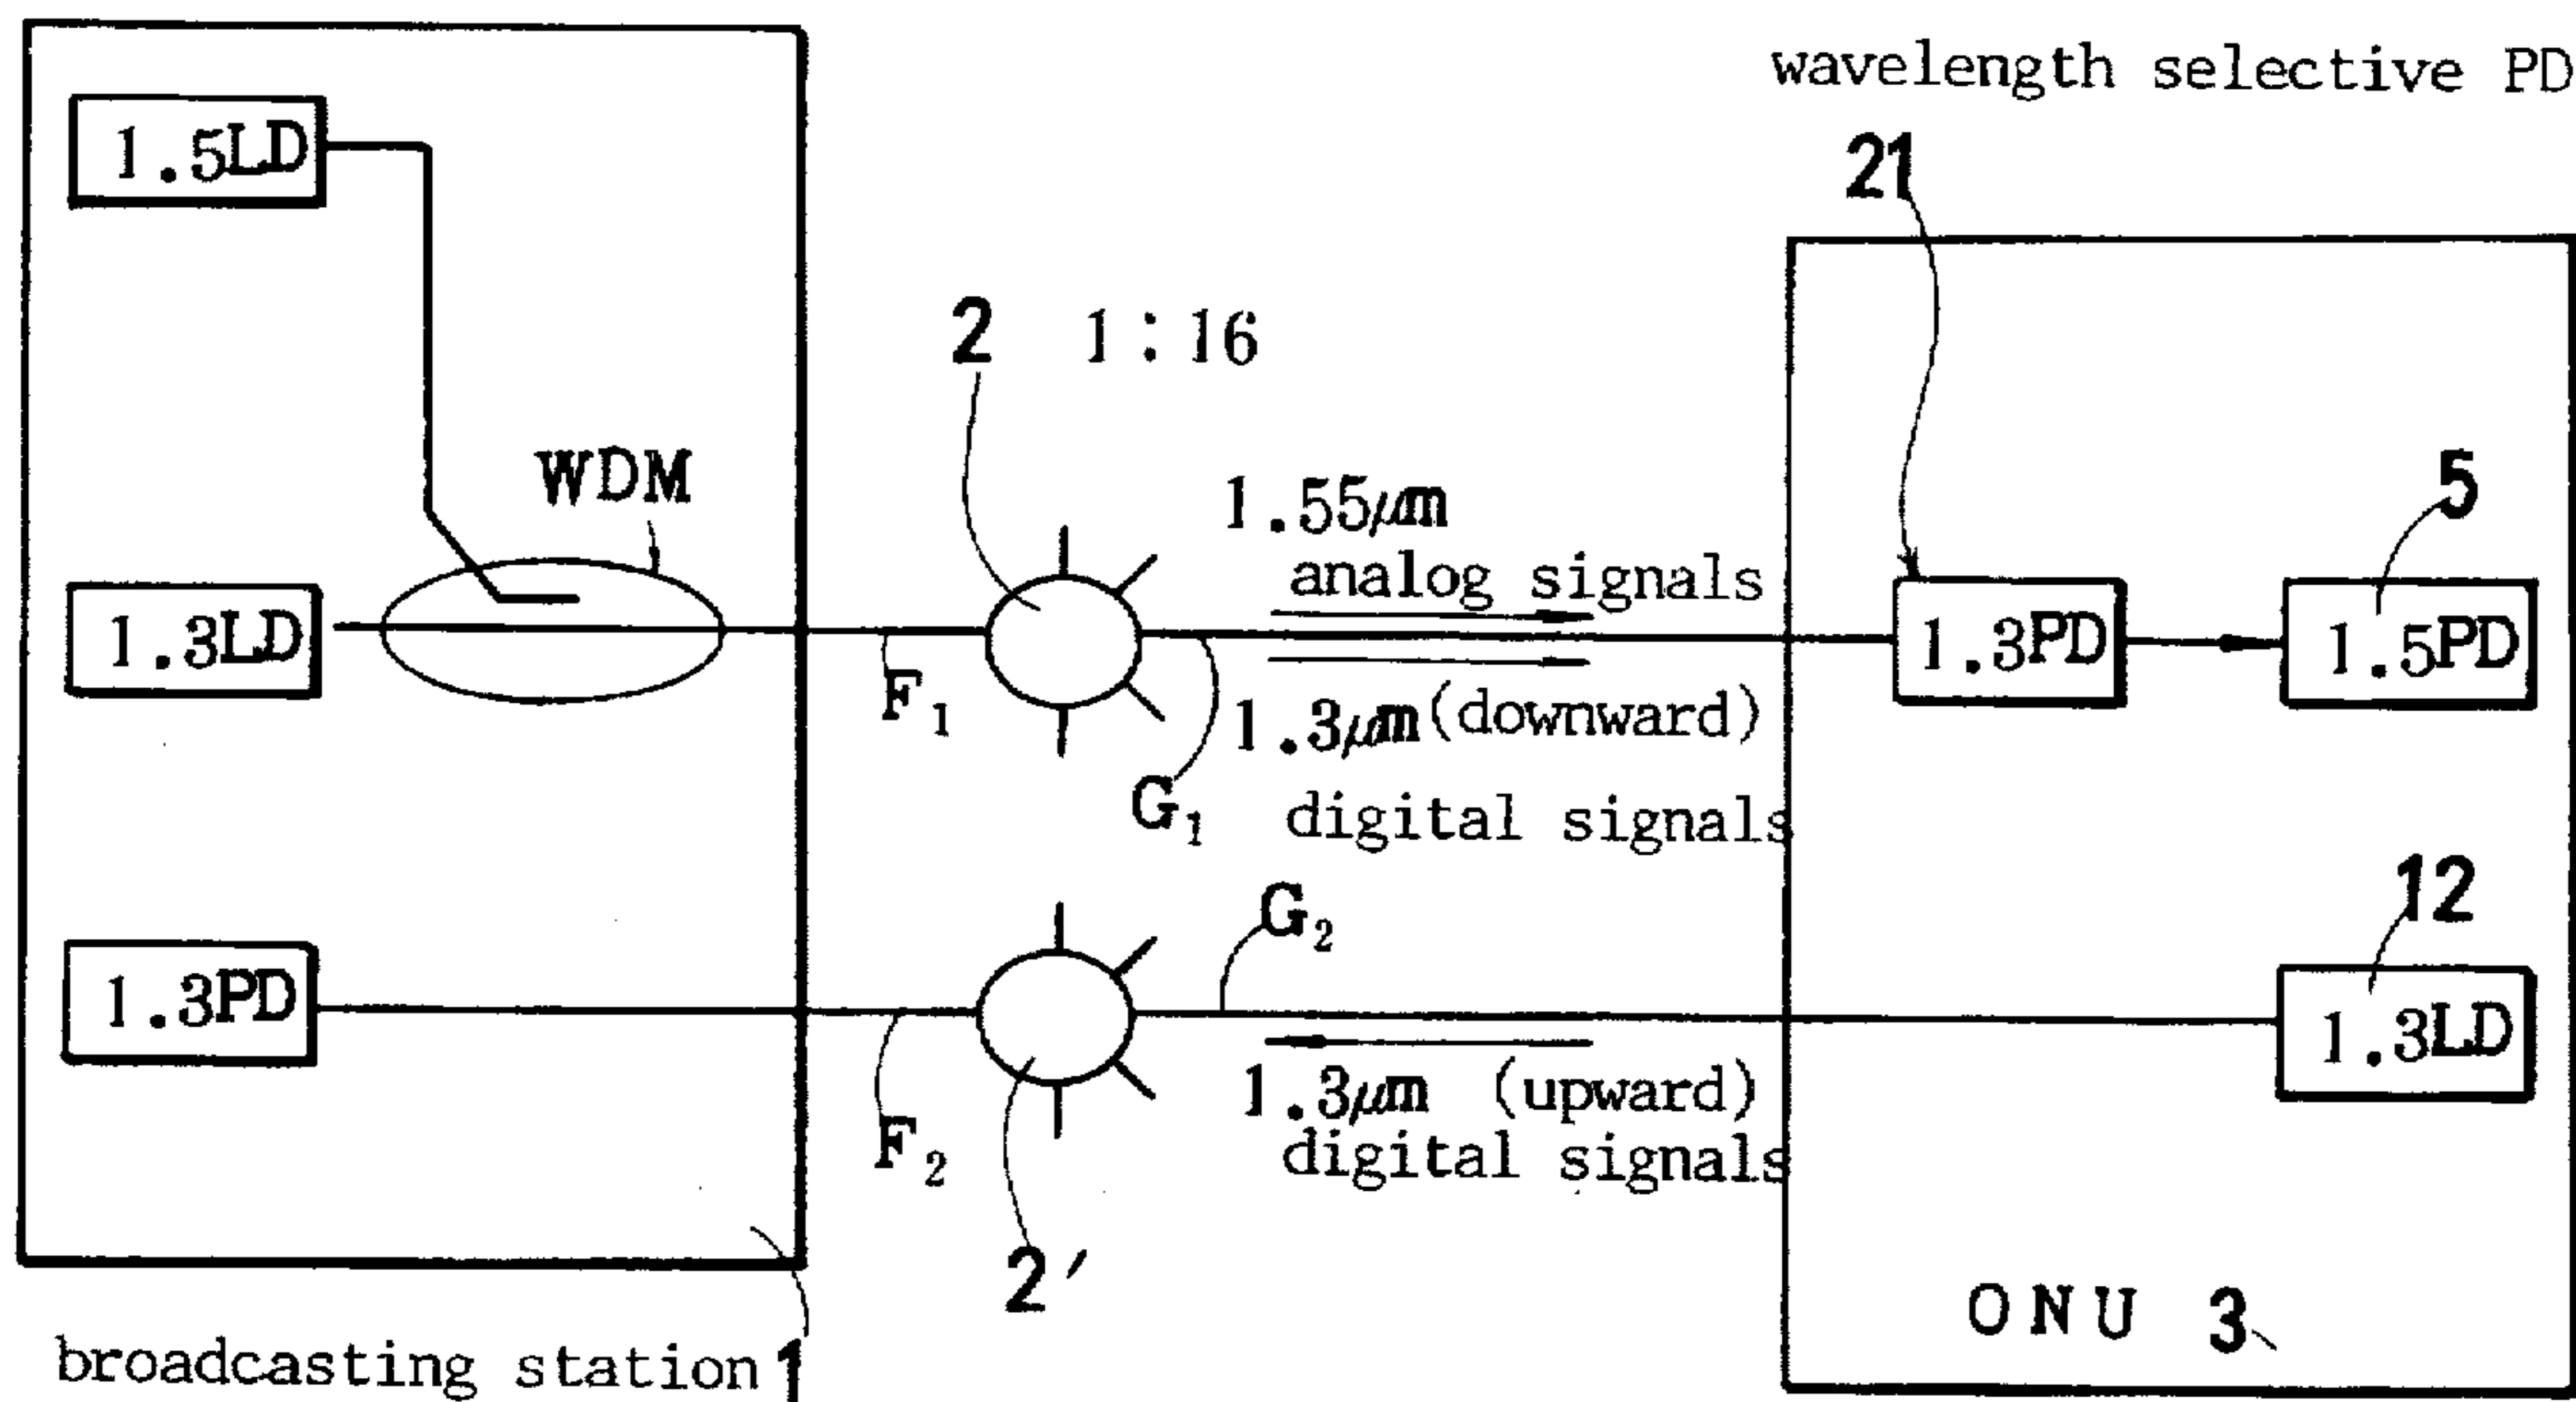 wavelength selective PD
1.5LD
21
2 1:16
WDM
1.55μm
analog signals
5
1.3LD
F1
1.3PD
1.5PD
1.3μm(downward)
G1
digital signals
12
G2
1.3PD
1.3LD
F2
1.3μm (upward)
digital signals
2′
ONU 3
broadcasting station 1